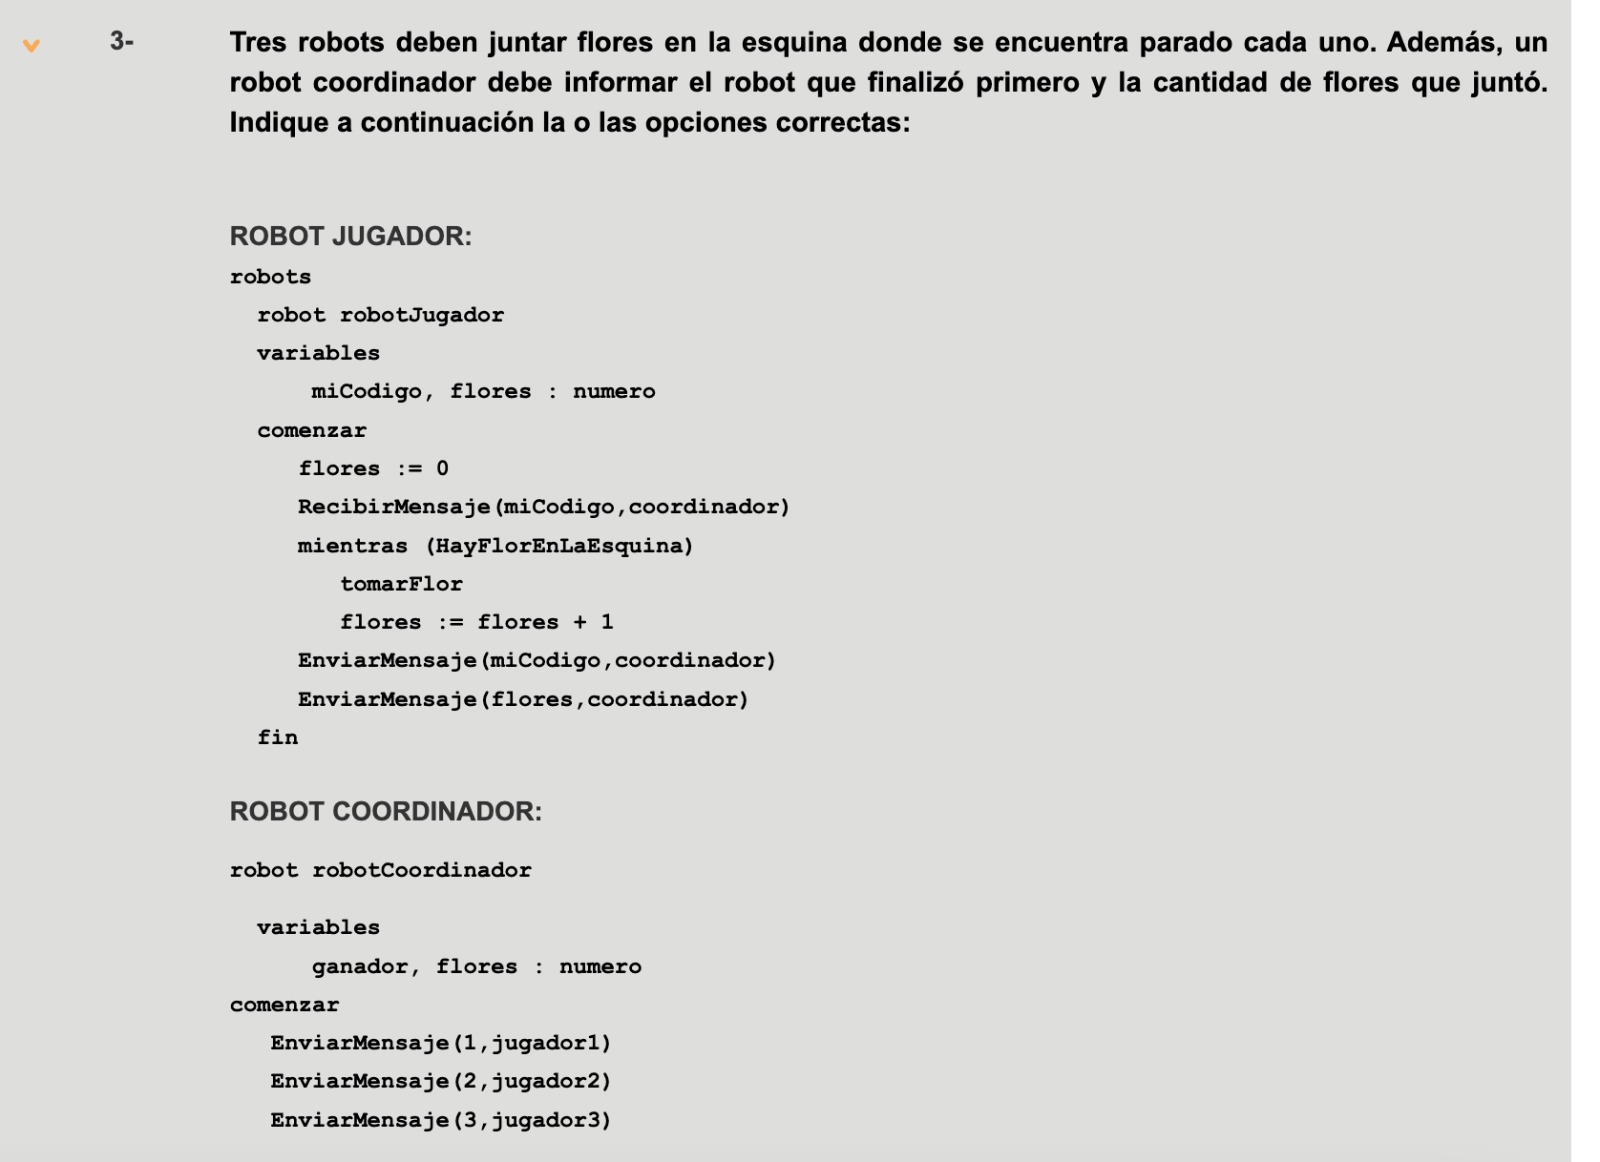 3-
Tres robots deben juntar flores en la esquina donde se encuentra parado cada uno. Además, un
robot coordinador debe informar el robot que finalizó primero y la cantidad de flores que juntó.
Indique a continuación la o las opciones correctas:
ROBOT JUGADOR:
robots
robot robotJugador
variables
miCodigo, flores : numero
comenzar
flores := 0
RecibirMensaje(miCodigo,coordinador)
mientras (HayFlorEnLaEsquina)
tomarFlor
flores := flores + 1
EnviarMensaje(miCodigo,coordinador)
EnviarMensaje(flores,coordinador)
fin
ROBOT COORDINADOR:
robot robotCoordinador
variables
ganador, flores : numero
comenzar
EnviarMensaje(1,jugador1)
EnviarMensaje(2,jugador2)
EnviarMensaje(3,jugador3)